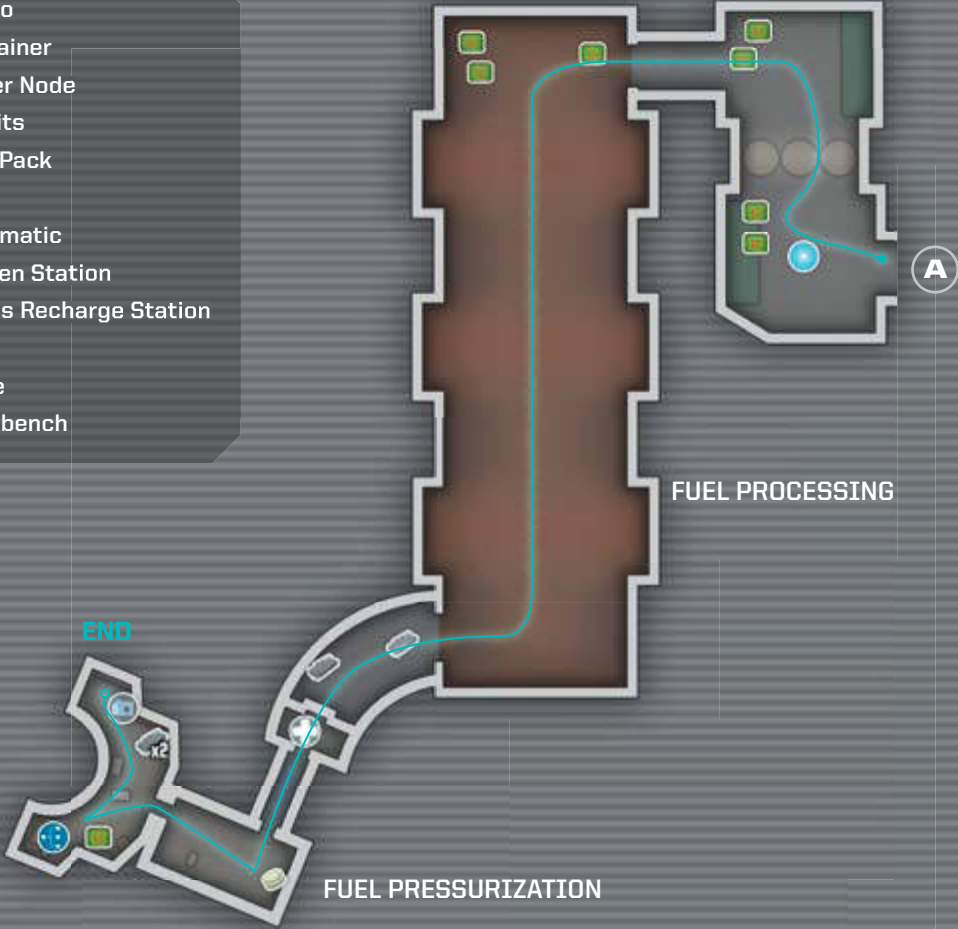 o
ainer
er Node
its
Pack
matic
en Station
s Recharge Station
e
bench
A
FUEL PROCESSING
END
x2
FUEL PRESSURIZATION